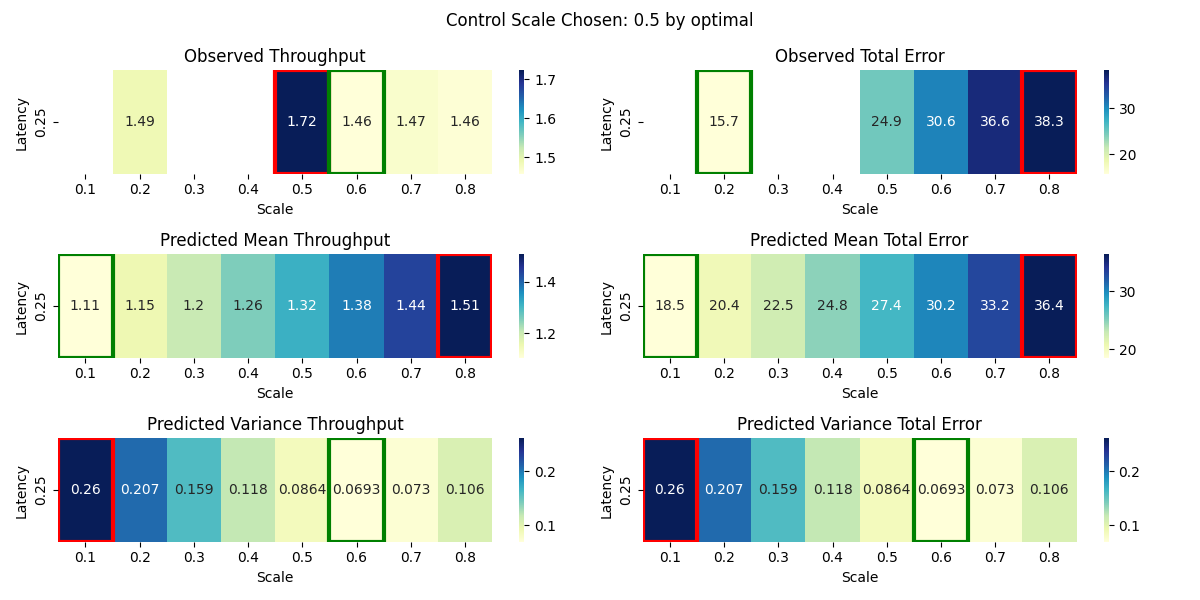 Control Scale Chosen: 0.5 by optimal
Observed Throughput
Latency
0.25
1.49
1.72
1.46
1.47
1.46
0.1 0.2 0.3 0.4 0.5 0.6 0.7 0.8
Scale
1.7
1.6
1.5
Observed Total Error
Latency
0.25
15.7
24.9
30.6
36.6
38.3
0.1 0.2 0.3 0.4 0.5 0.6 0.7 0.8
Scale
30
20
Predicted Mean Throughput
Latency
0.25
1.11 1.15 1.2 1.26 1.32 1.38 1.44 1.51
0.1 0.2 0.3 0.4 0.5 0.6 0.7 0.8
Scale
1.4
1.2
Predicted Mean Total Error
Latency
0.25
18.5 20.4 22.5 24.8 27.4 30.2 33.2 36.4
0.1 0.2 0.3 0.4 0.5 0.6 0.7 0.8
Scale
30
20
Predicted Variance Throughput
Latency
0.25
0.26 0.207 0.159 0.118 0.0864 0.0693 0.073 0.106
0.1 0.2 0.3 0.4 0.5 0.6 0.7 0.8
Scale
0.2
0.1
Predicted Variance Total Error
Latency
0.25
0.26 0.207 0.159 0.118 0.0864 0.0693 0.073 0.106
0.1 0.2 0.3 0.4 0.5 0.6 0.7 0.8
Scale
0.2
0.1